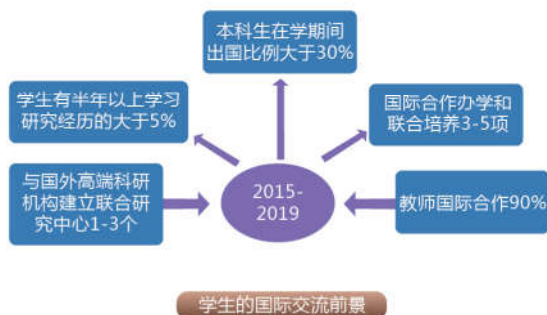 本科生在学期间
出国比例大于30%
学生有半年以上学习
研究经历的大于5%
国际合作办学和
联合培养3-5项
与国外高端科研
机构建立联合研
究中心1-3个
2015-
2019
教师国际合作90%
学生的国际交流前景